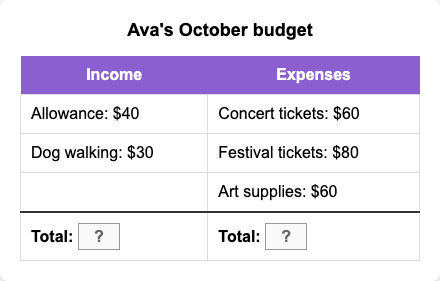 Ava's October budget
Income Expenses
Allowance: $40 Concert tickets: $60
Dog walking: $30 Festival tickets: $80
Art supplies: $60
Total: ? Total: ?